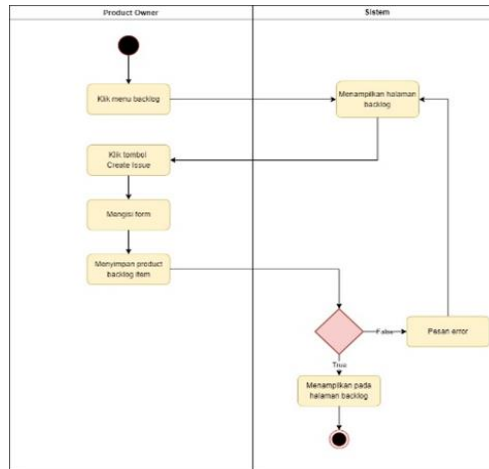 Product Owner
Sistem
Klik menu backlog
Menampilkan halaman
backlog
Klik tombol
Create Issue
Mengisi form
Menyimpan product
backlog item
False
Pesan error
True
Menampilkan pada
halaman backlog